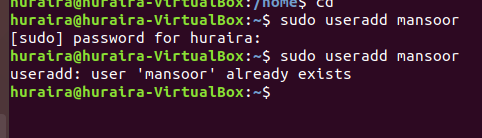 huraira@huraira-VirtualBox:/home$ cd
huraira@huraira-VirtualBox:~$ sudo useradd mansoor
[sudo] password for huraira:
huraira@huraira-VirtualBox:~$ sudo useradd mansoor
useradd: user 'mansoor' already exists
huraira@huraira-VirtualBox:~$